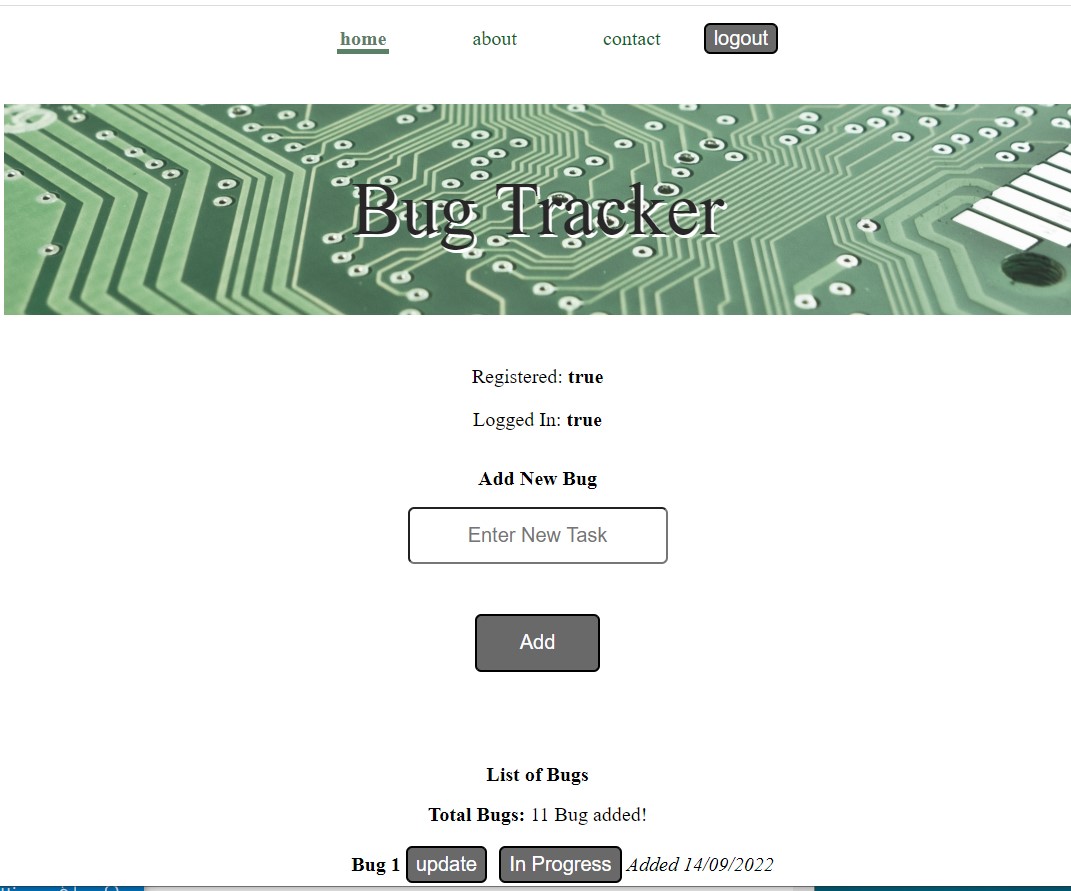 home about contact logout
Bug Tracker
Registered: true
Logged In: true
Add New Bug
Enter New Task
Add
List of Bugs
Total Bugs: 11 Bug added!
Bug 1 update In Progress Added 14/09/2022